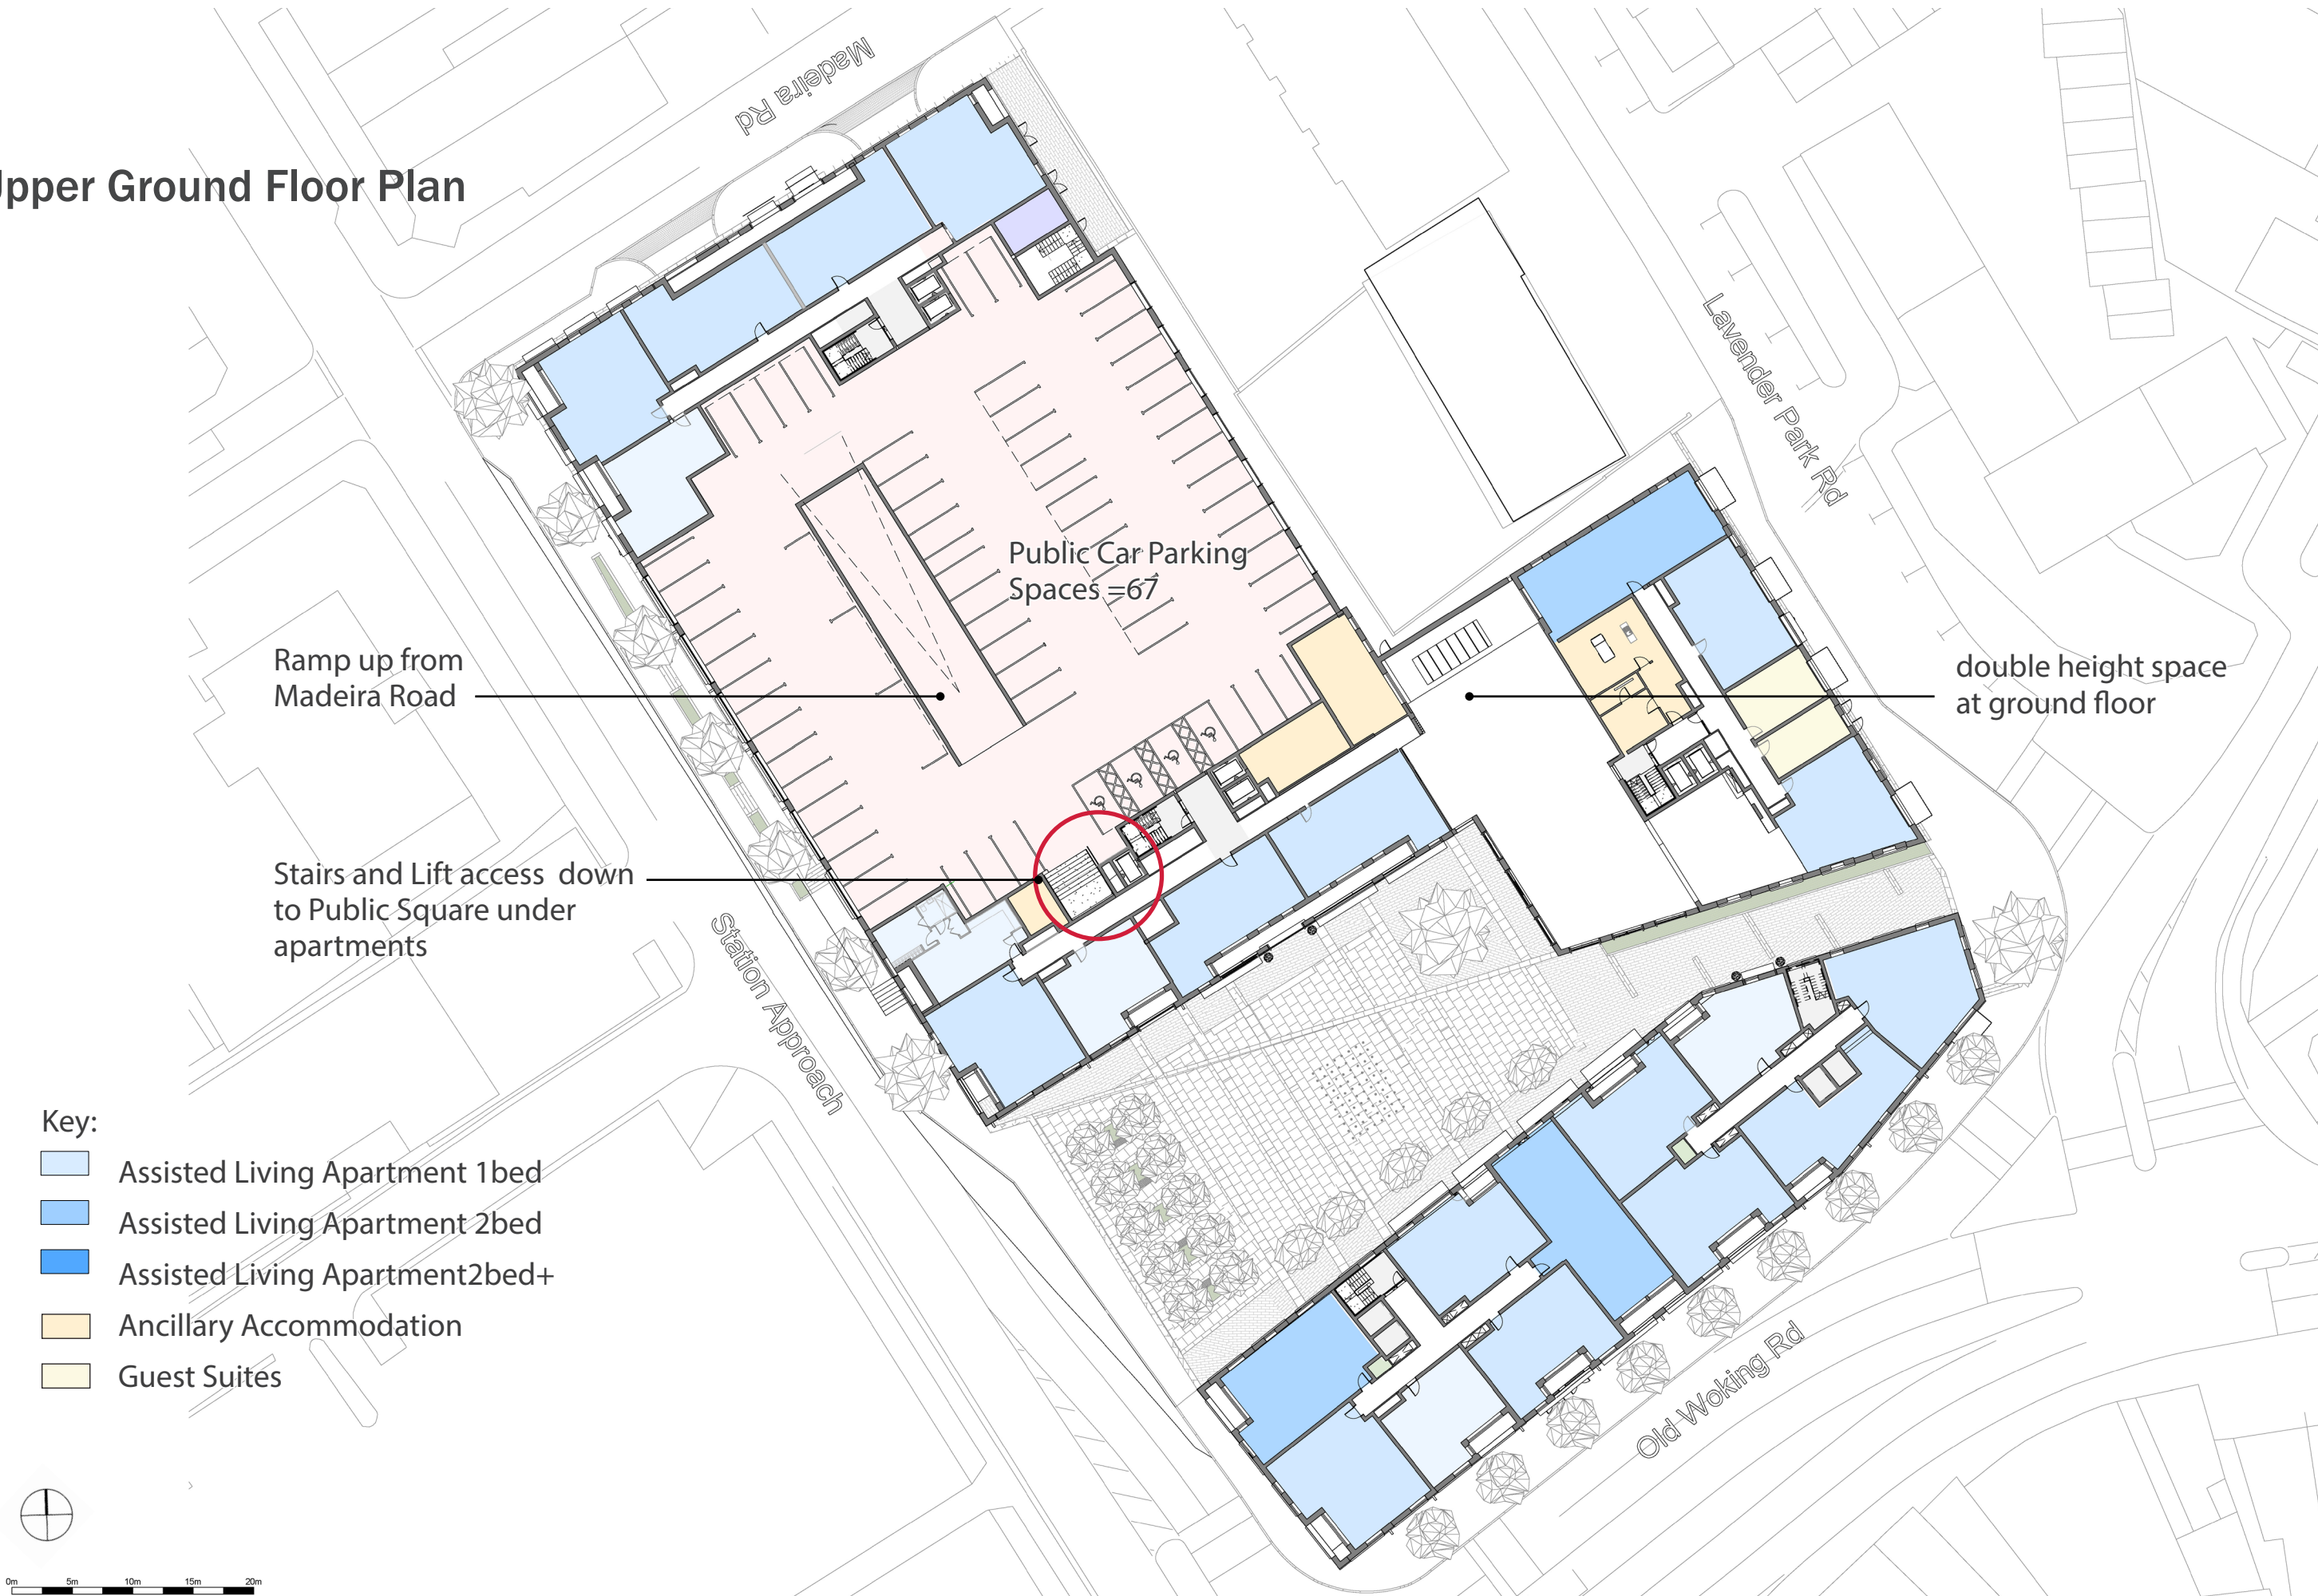 Madeira Rd
Upper Ground Floor Plan
Lavender Park Rd
Public Car Parking
Spaces =67
Ramp up from
Madeira Road
double height space
at ground floor
Stairs and Lift access down
to Public Square under
apartments
Station Approach
Key:
Assisted Living Apartment 1bed
Assisted Living Apartment 2bed
Assisted Living Apartment2bed+
Ancillary Accommodation
Guest Suites
Old Woking Rd
0m 5m 10m 15m 20m